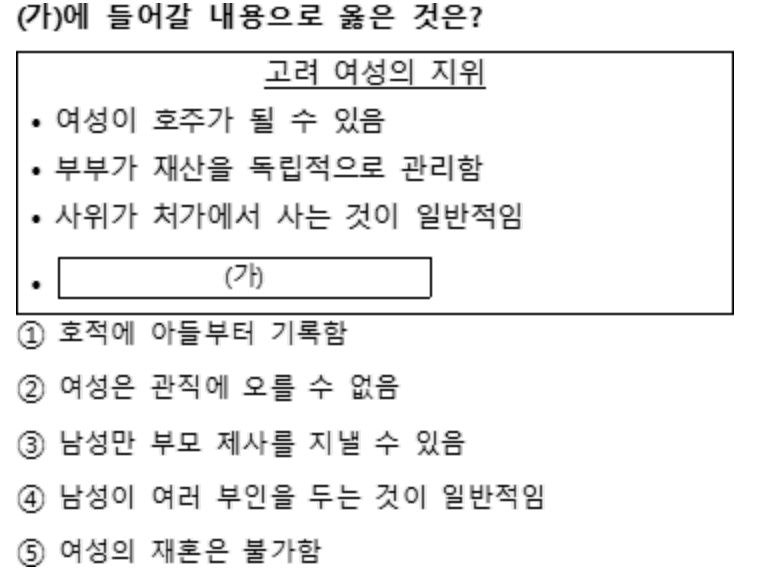 (가)에 들어갈 내용으로 옳은 것은?
고려 여성의 지위
• 여성이 호주가 될 수 있음
• 부부가 재산을 독립적으로 관리함
• 사위가 처가에서 사는 것이 일반적임
• (가)
① 호적에 아들부터 기록함
② 여성은 관직에 오를 수 없음
③ 남성만 부모 제사를 지낼 수 있음
④ 남성이 여러 부인을 두는 것이 일반적임
⑤ 여성의 재혼은 불가함